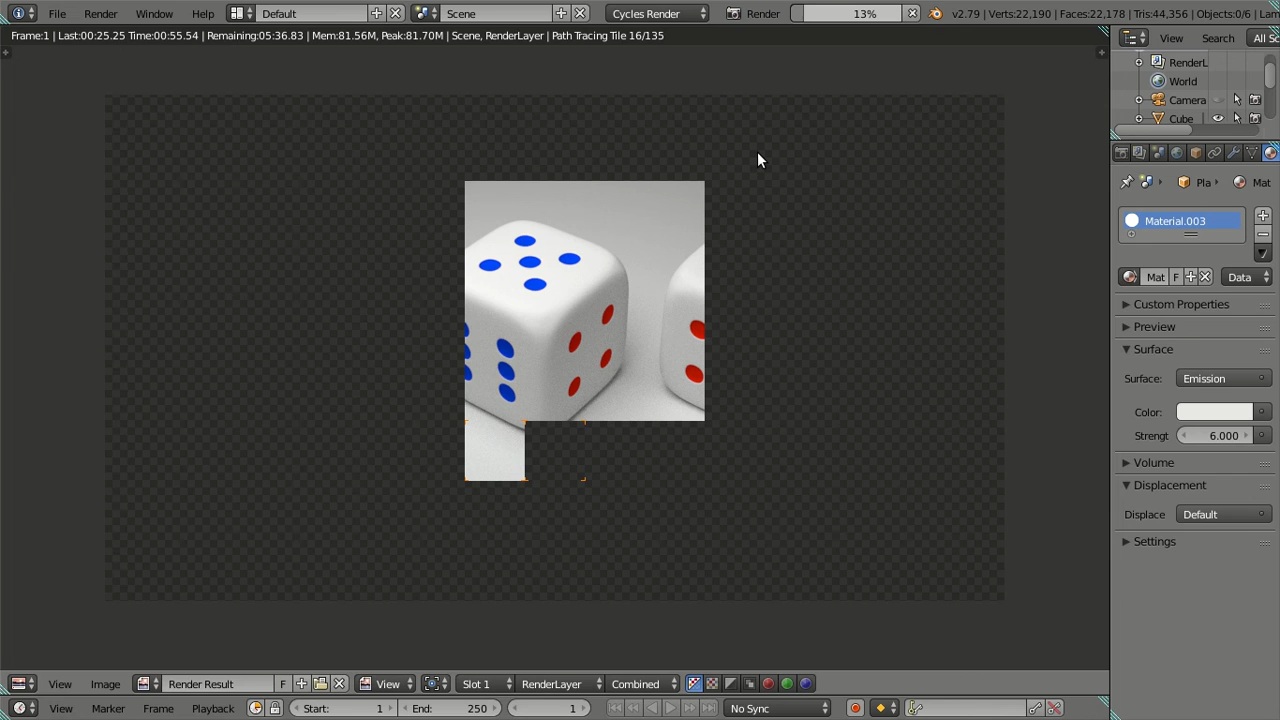 File Render Window Help Default Scene Cycles Render Render 13% v2.79 | Verts:22,190 | Faces:22,178 | Tris:44,356 | Objects:0/6 | Lam
Frame:1 | Last:00:25.25 Time:00:55.54 | Remaining:05:36.83 | Mem:81.56M, Peak:81.70M | Scene, RenderLayer | Path Tracing Tile 16/135
View Search All Sc
RenderL
World
Camera
Cube
Pla Mat
Material.003
Mat F Data
Custom Properties
Preview
Surface
Surface: Emission
Color:
Strengt 6.000
Volume
Displacement
Displace Default
Settings
View Image Render Result F View Slot 1 RenderLayer Combined
View Marker Frame Playback Start: 1 End: 250 1 No Sync